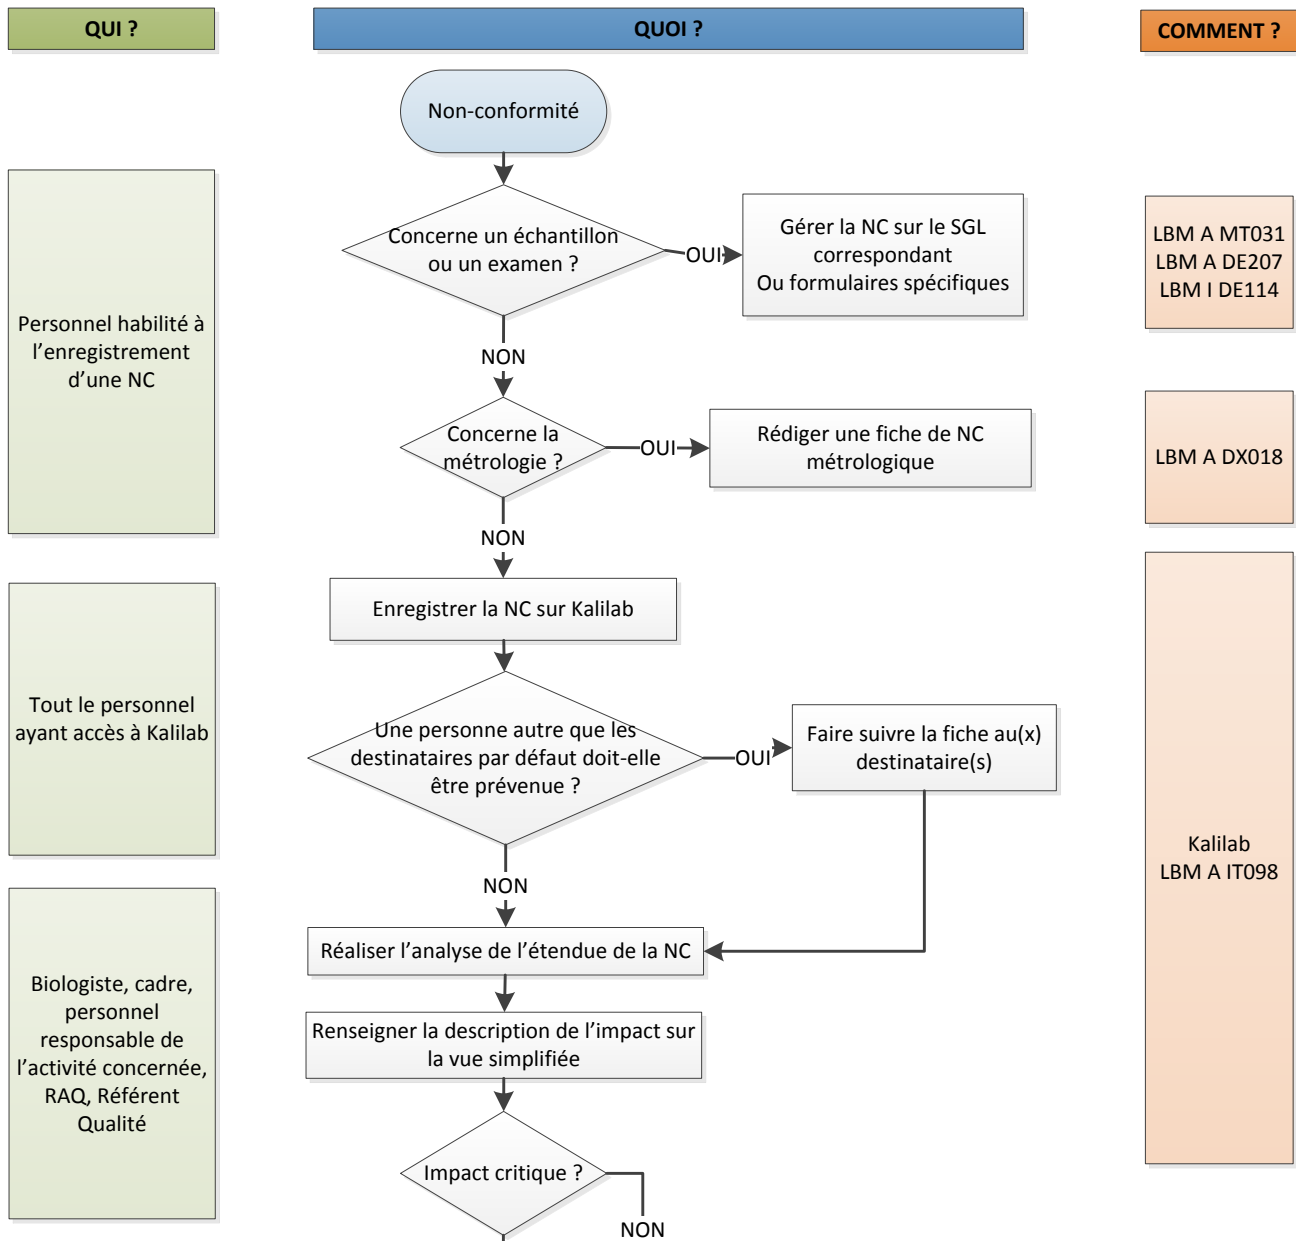 QUI ?
QUOI ?
COMMENT ?
Non-conformité
Concerne un échantillon
ou un examen ?
OUI
Gérer la NC sur le SGL
correspondant
Ou formulaires spécifiques
LBM A MT031
LBM A DE207
LBM I DE114
Personnel habilité à
l’enregistrement
d’une NC
NON
Concerne la
métrologie ?
OUI
Rédiger une fiche de NC
métrologique
LBM A DX018
NON
Enregistrer la NC sur Kalilab
Tout le personnel
ayant accès à Kalilab
Une personne autre que les
destinataires par défaut doit-elle
être prévenue ?
OUI
Faire suivre la fiche au(x)
destinataire(s)
Kalilab
LBM A IT098
NON
Réaliser l’analyse de l’étendue de la NC
Biologiste, cadre,
personnel
responsable de
l’activité concernée,
RAQ, Référent
Qualité
Renseigner la description de l’impact sur
la vue simplifiée
Impact critique ?
NON